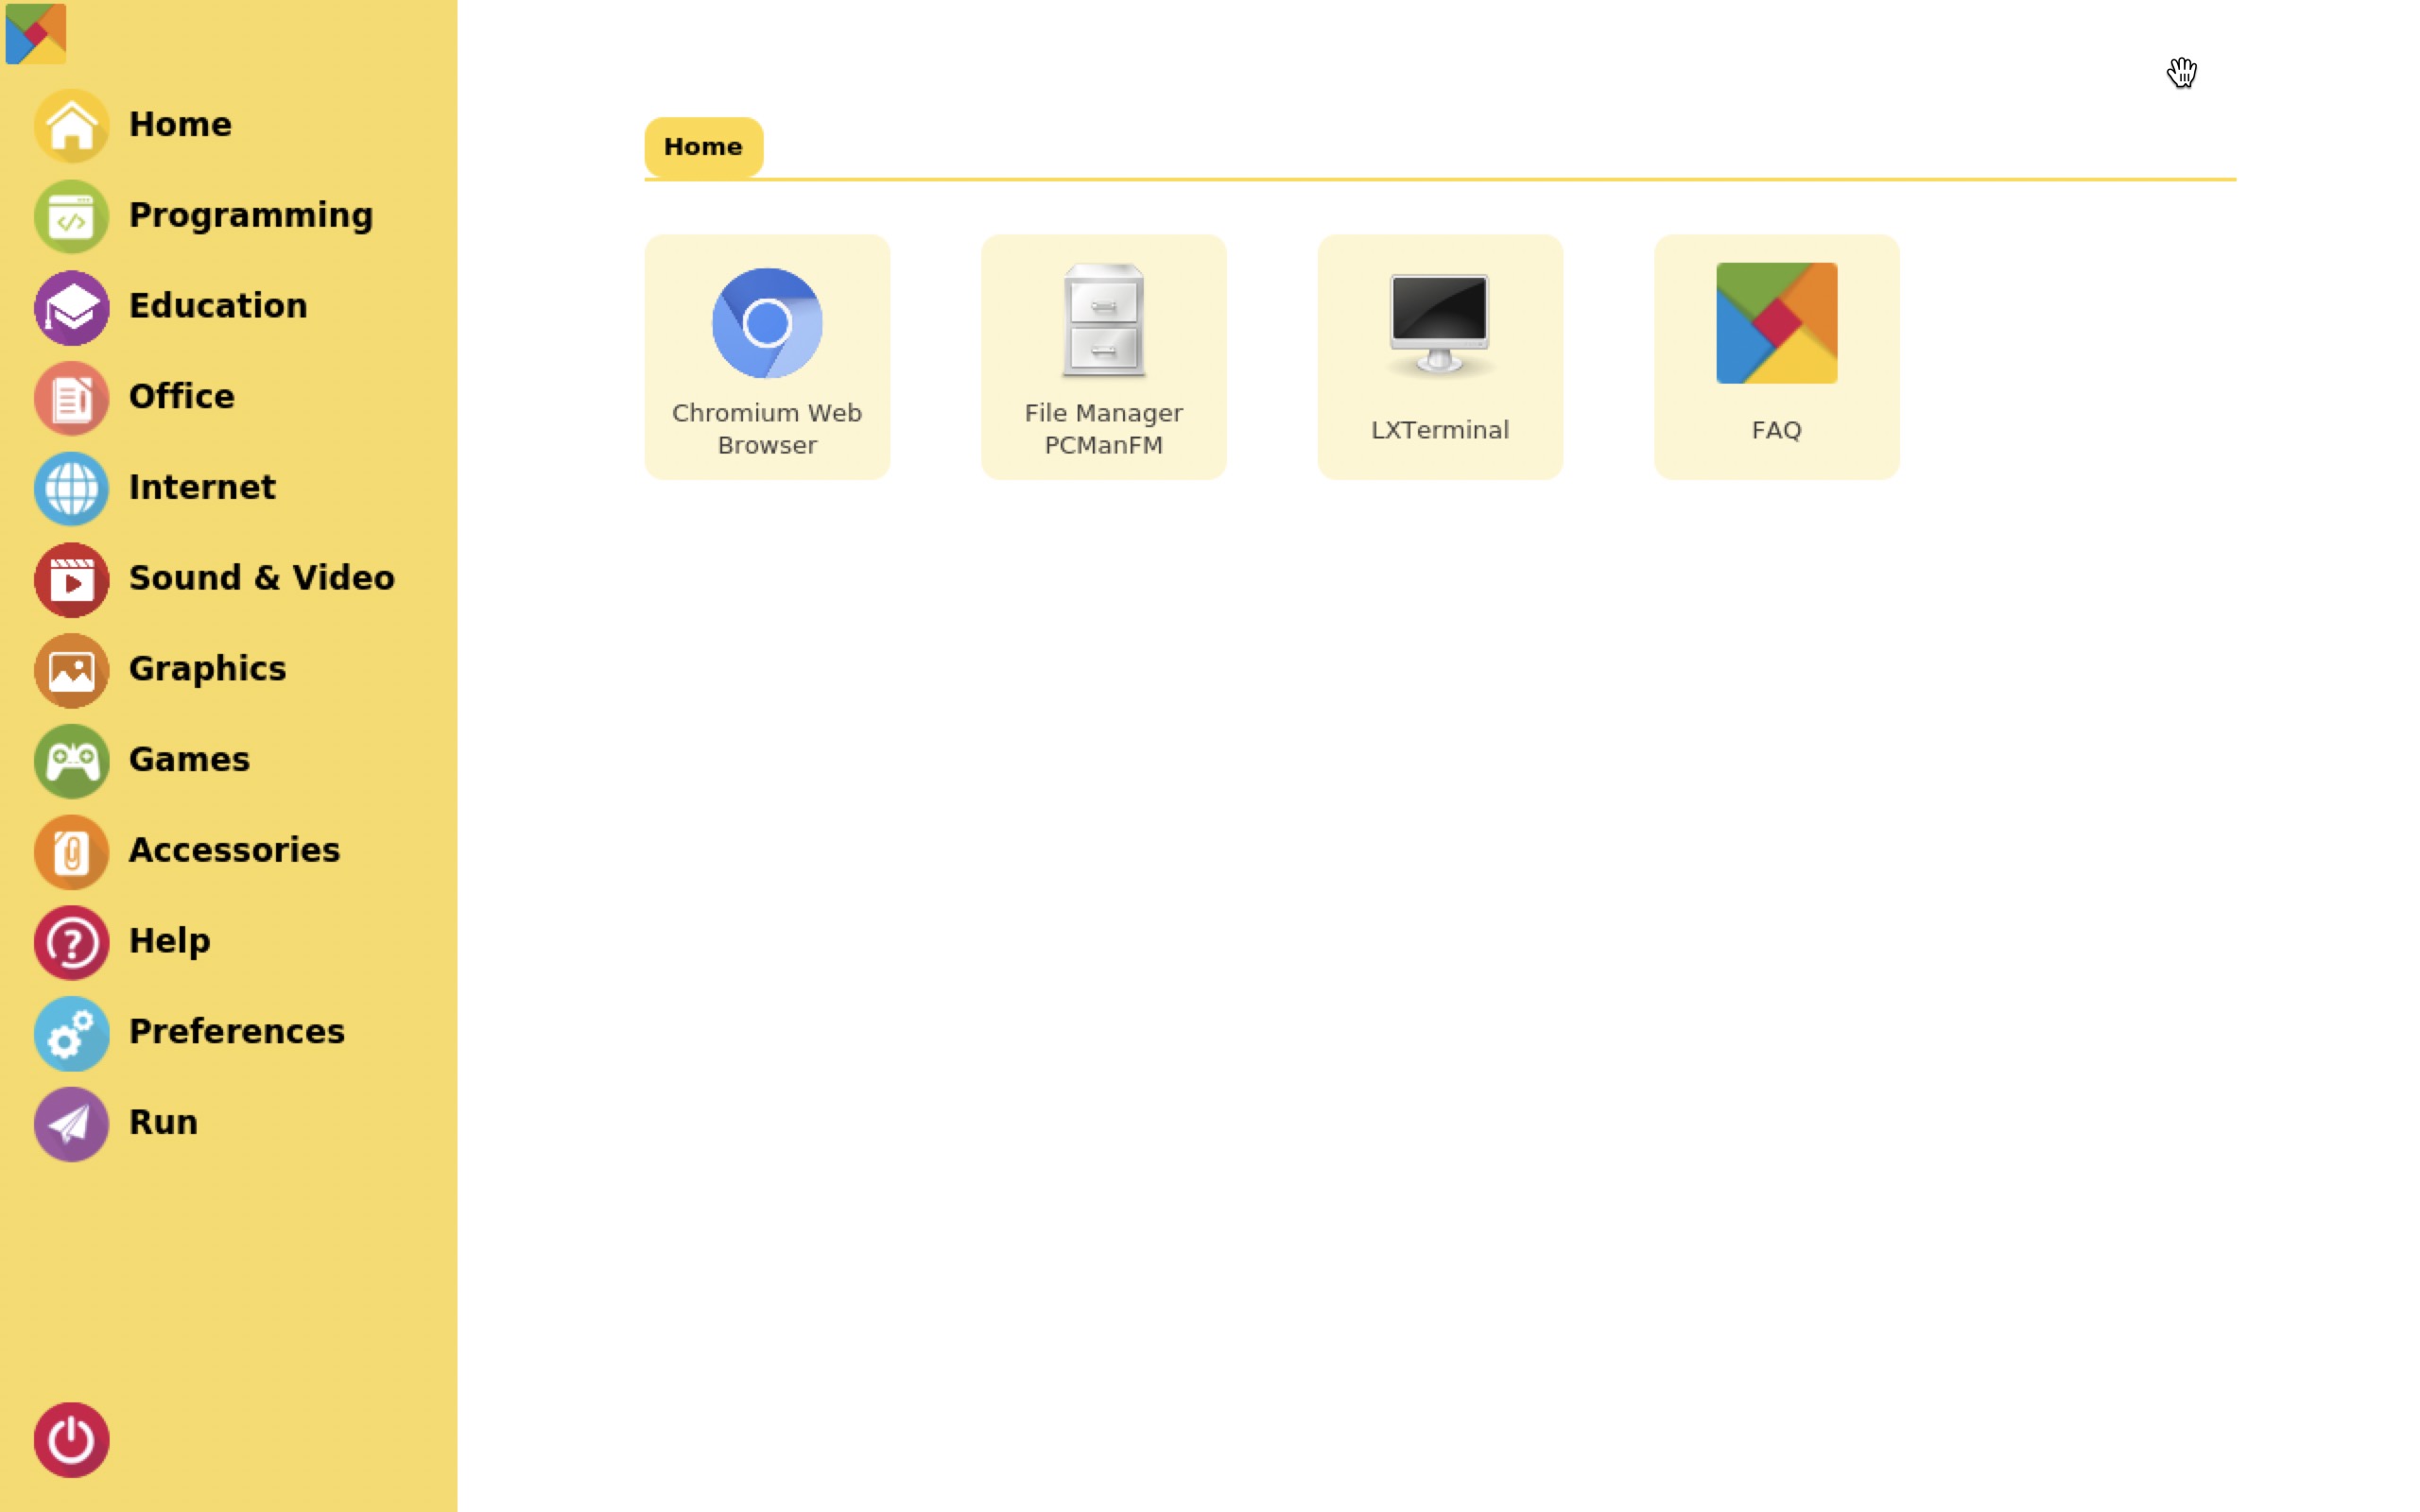 Home
Programming
Education
Office
Internet
Sound & Video
Graphics
Games
Accessories
Help
Preferences
Run
Home
Chromium Web
Browser
File Manager
PCManFM
LXTerminal
FAQ